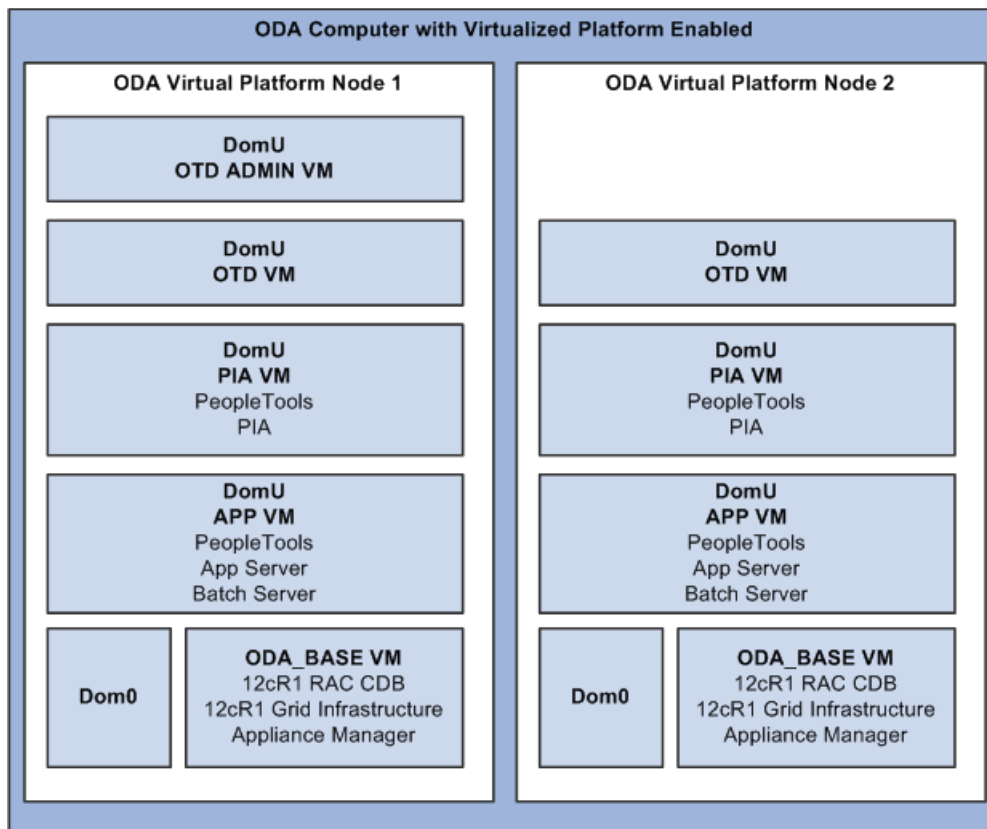 ODA Computer with Virtualized Platform Enabled
ODA Virtual Platform Node 1
DomU
OTD ADMIN VM
DomU
OTD VM
DomU
PIA VM
PeopleTools
PIA
DomU
APP VM
PeopleTools
App Server
Batch Server
Dom0
ODA_BASE VM
12cR1 RAC CDB
12cR1 Grid Infrastructure
Appliance Manager
ODA Virtual Platform Node 2
DomU
OTD VM
DomU
PIA VM
PeopleTools
PIA
DomU
APP VM
PeopleTools
App Server
Batch Server
Dom0
ODA_BASE VM
12cR1 RAC CDB
12cR1 Grid Infrastructure
Appliance Manager